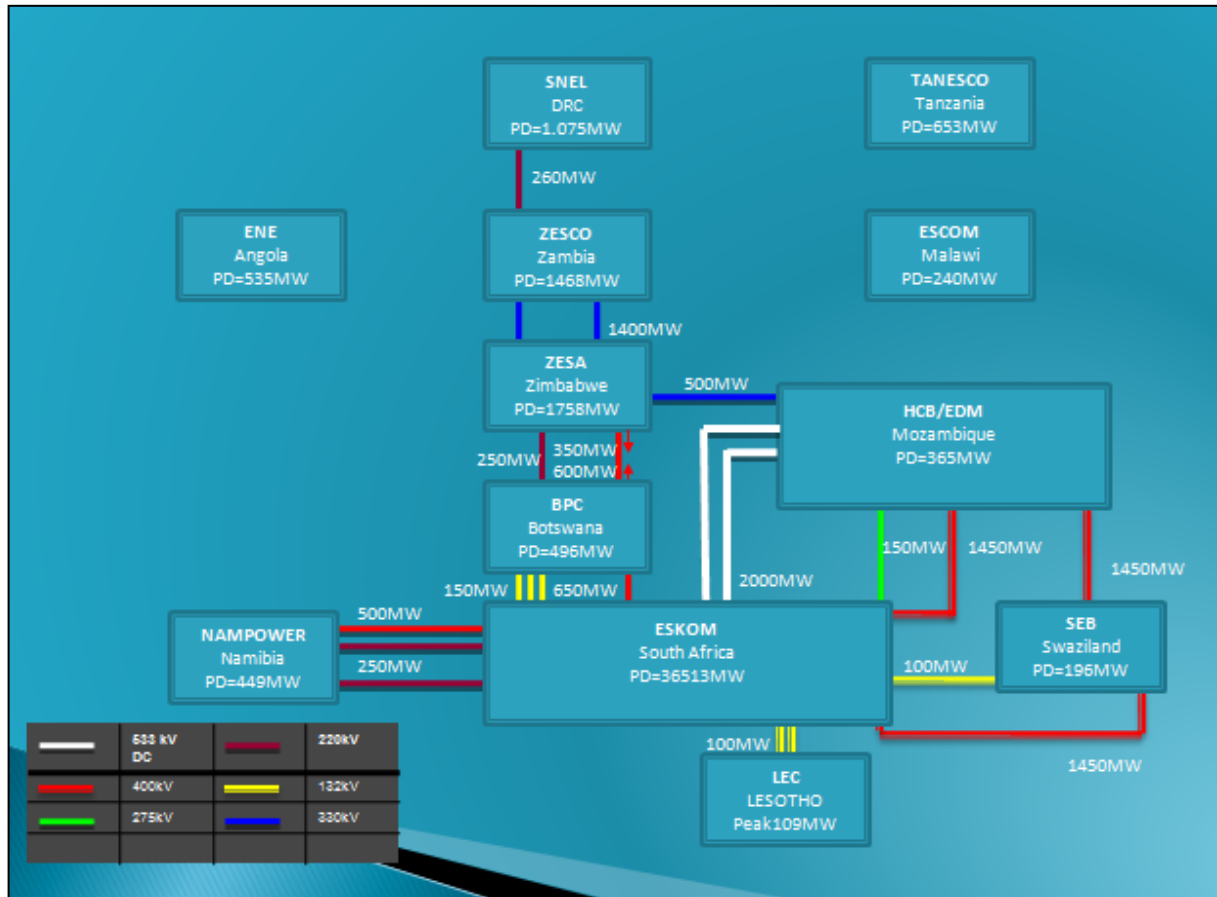 SNEL
DRC
PD=1.075MW
TANESCO
Tanzania
PD=653MW
260MW
ENE
Angola
PD=535MW
ZESCO
Zambia
PD=1468MW
ESCOM
Malawi
PD=240MW
1400MW
ZESA
Zimbabwe
PD=1758MW
500MW
HCB/EDM
Mozambique
PD=365MW
250MW
350MW
600MW
BPC
Botswana
PD=496MW
150MW
1450MW
1450MW
150MW
650MW
2000MW
500MW
NAMPOWER
Namibia
PD=449MW
250MW
ESKOM
South Africa
PD=36513MW
100MW
SEB
Swaziland
PD=196MW
100MW
1450MW
LEC
LESOTHO
Peak109MW
533 kV
DC
220kV
400kV
132kV
275kV
330kV